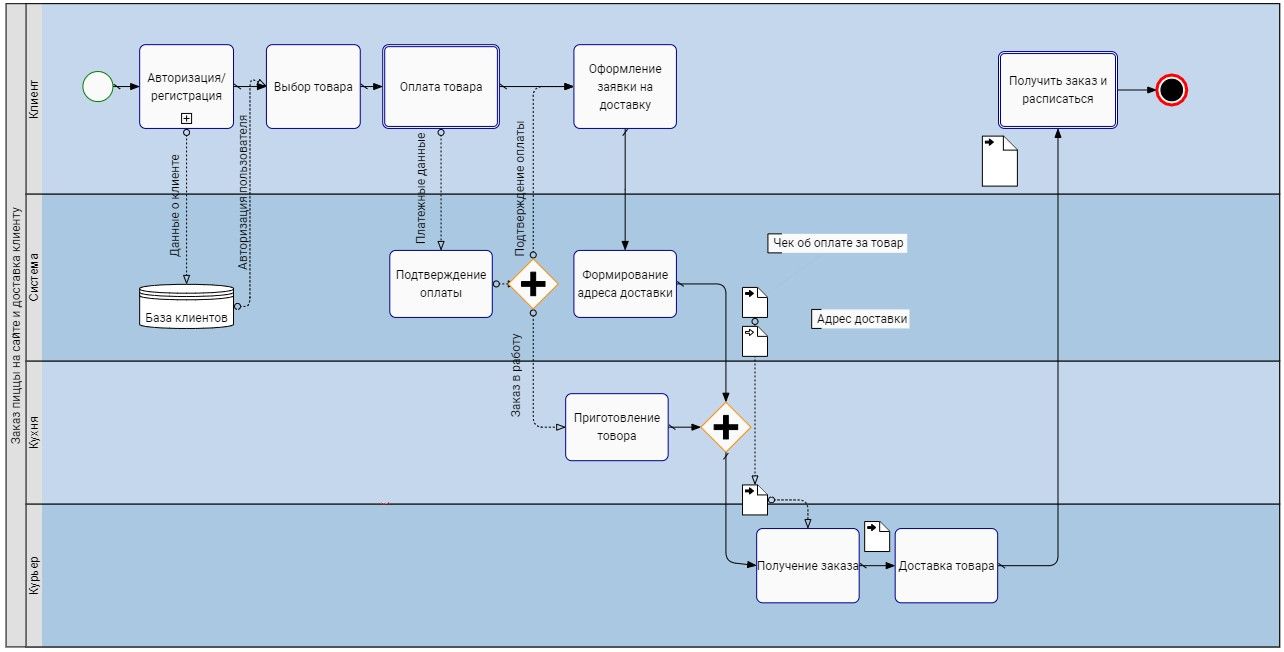 Заказ пиццы на сайте и доставка клиенту
Клиент
Авторизация/
регистрация
Выбор товара
Оплата товара
Оформление
заявки на
доставку
Получить заказ и
расписаться
Данные о клиенте
Авторизация пользователя
Платежные данные
Подтверждение оплаты
Система
База клиентов
Подтверждение
оплаты
Формирование
адреса доставки
Чек об оплате за товар
Адрес доставки
Заказ в работу
Кухня
Приготовление
товора
Курьер
Получение заказа
Доставка товара